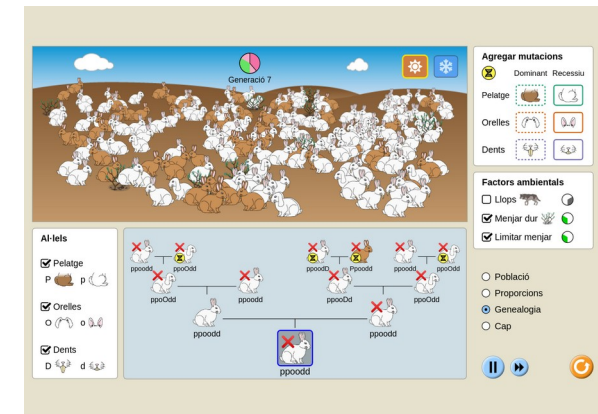 Generació 7
Agregar mutacions
Dominant Recessiu
Pelatge
Orelles
Dents
Factors ambientals
Llops
Menjar dur
Limitar menjar
Població
Proporcions
Genealogia
Cap
Al·lels
Pelatge
P p
Orelles
O o
Dents
D d
ppoodd ppoOdd ppoodD Ppoodd ppoodd ppoOdd
ppoOdd ppoodd ppooDd ppoOdd
ppoodd ppoodd
ppoodd